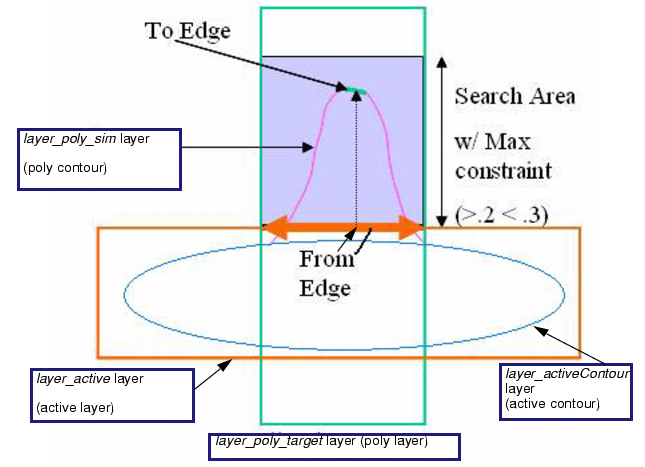 To Edge
Search Area
w/ Max
constraint
(>.2 < .3)
layer_poly_sim layer
(poly contour)
From
Edge
layer_active layer
(active layer)
layer_activeContour
layer
(active contour)
layer_poly_target layer (poly layer)